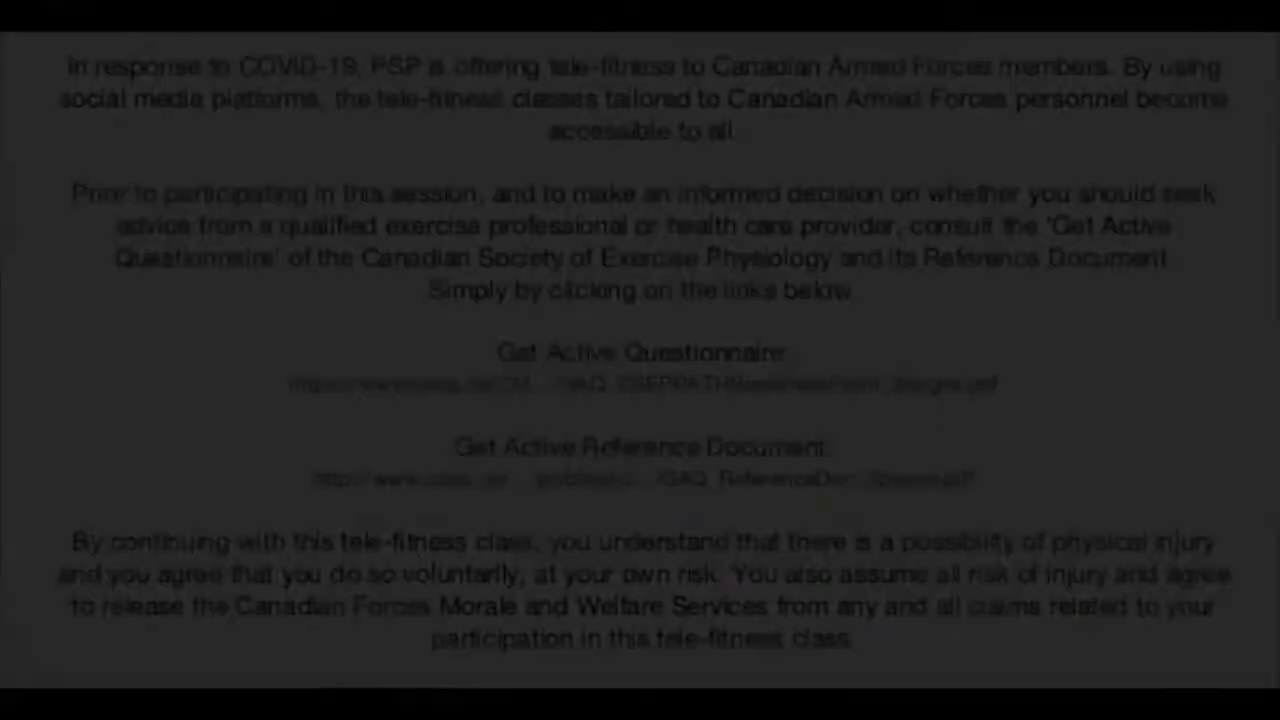 In response to COVID-19, PSP is offering tele-fitness to Canadian Armed Forces members. By using
social media platforms, the tele-fitness classes tailored to Canadian Armed Forces personnel become
accessible to all.
Prior to participating in this session, and to make an informed decision on whether you should seek
advice from a qualified exercise professional or health care provider, consult the 'Get Active
Questionnaire' of the Canadian Society of Exercise Physiology and its Reference Document.
Simply by clicking on the links below.
Get Active Questionnaire:
Get Active Reference Document:
By continuing with this tele-fitness class, you understand that there is a possibility of physical injury
and you agree that you do so voluntarily, at your own risk. You also assume all risk of injury and agree
to release the Canadian Forces Morale and Welfare Services from any and all claims related to your
participation in this tele-fitness class.